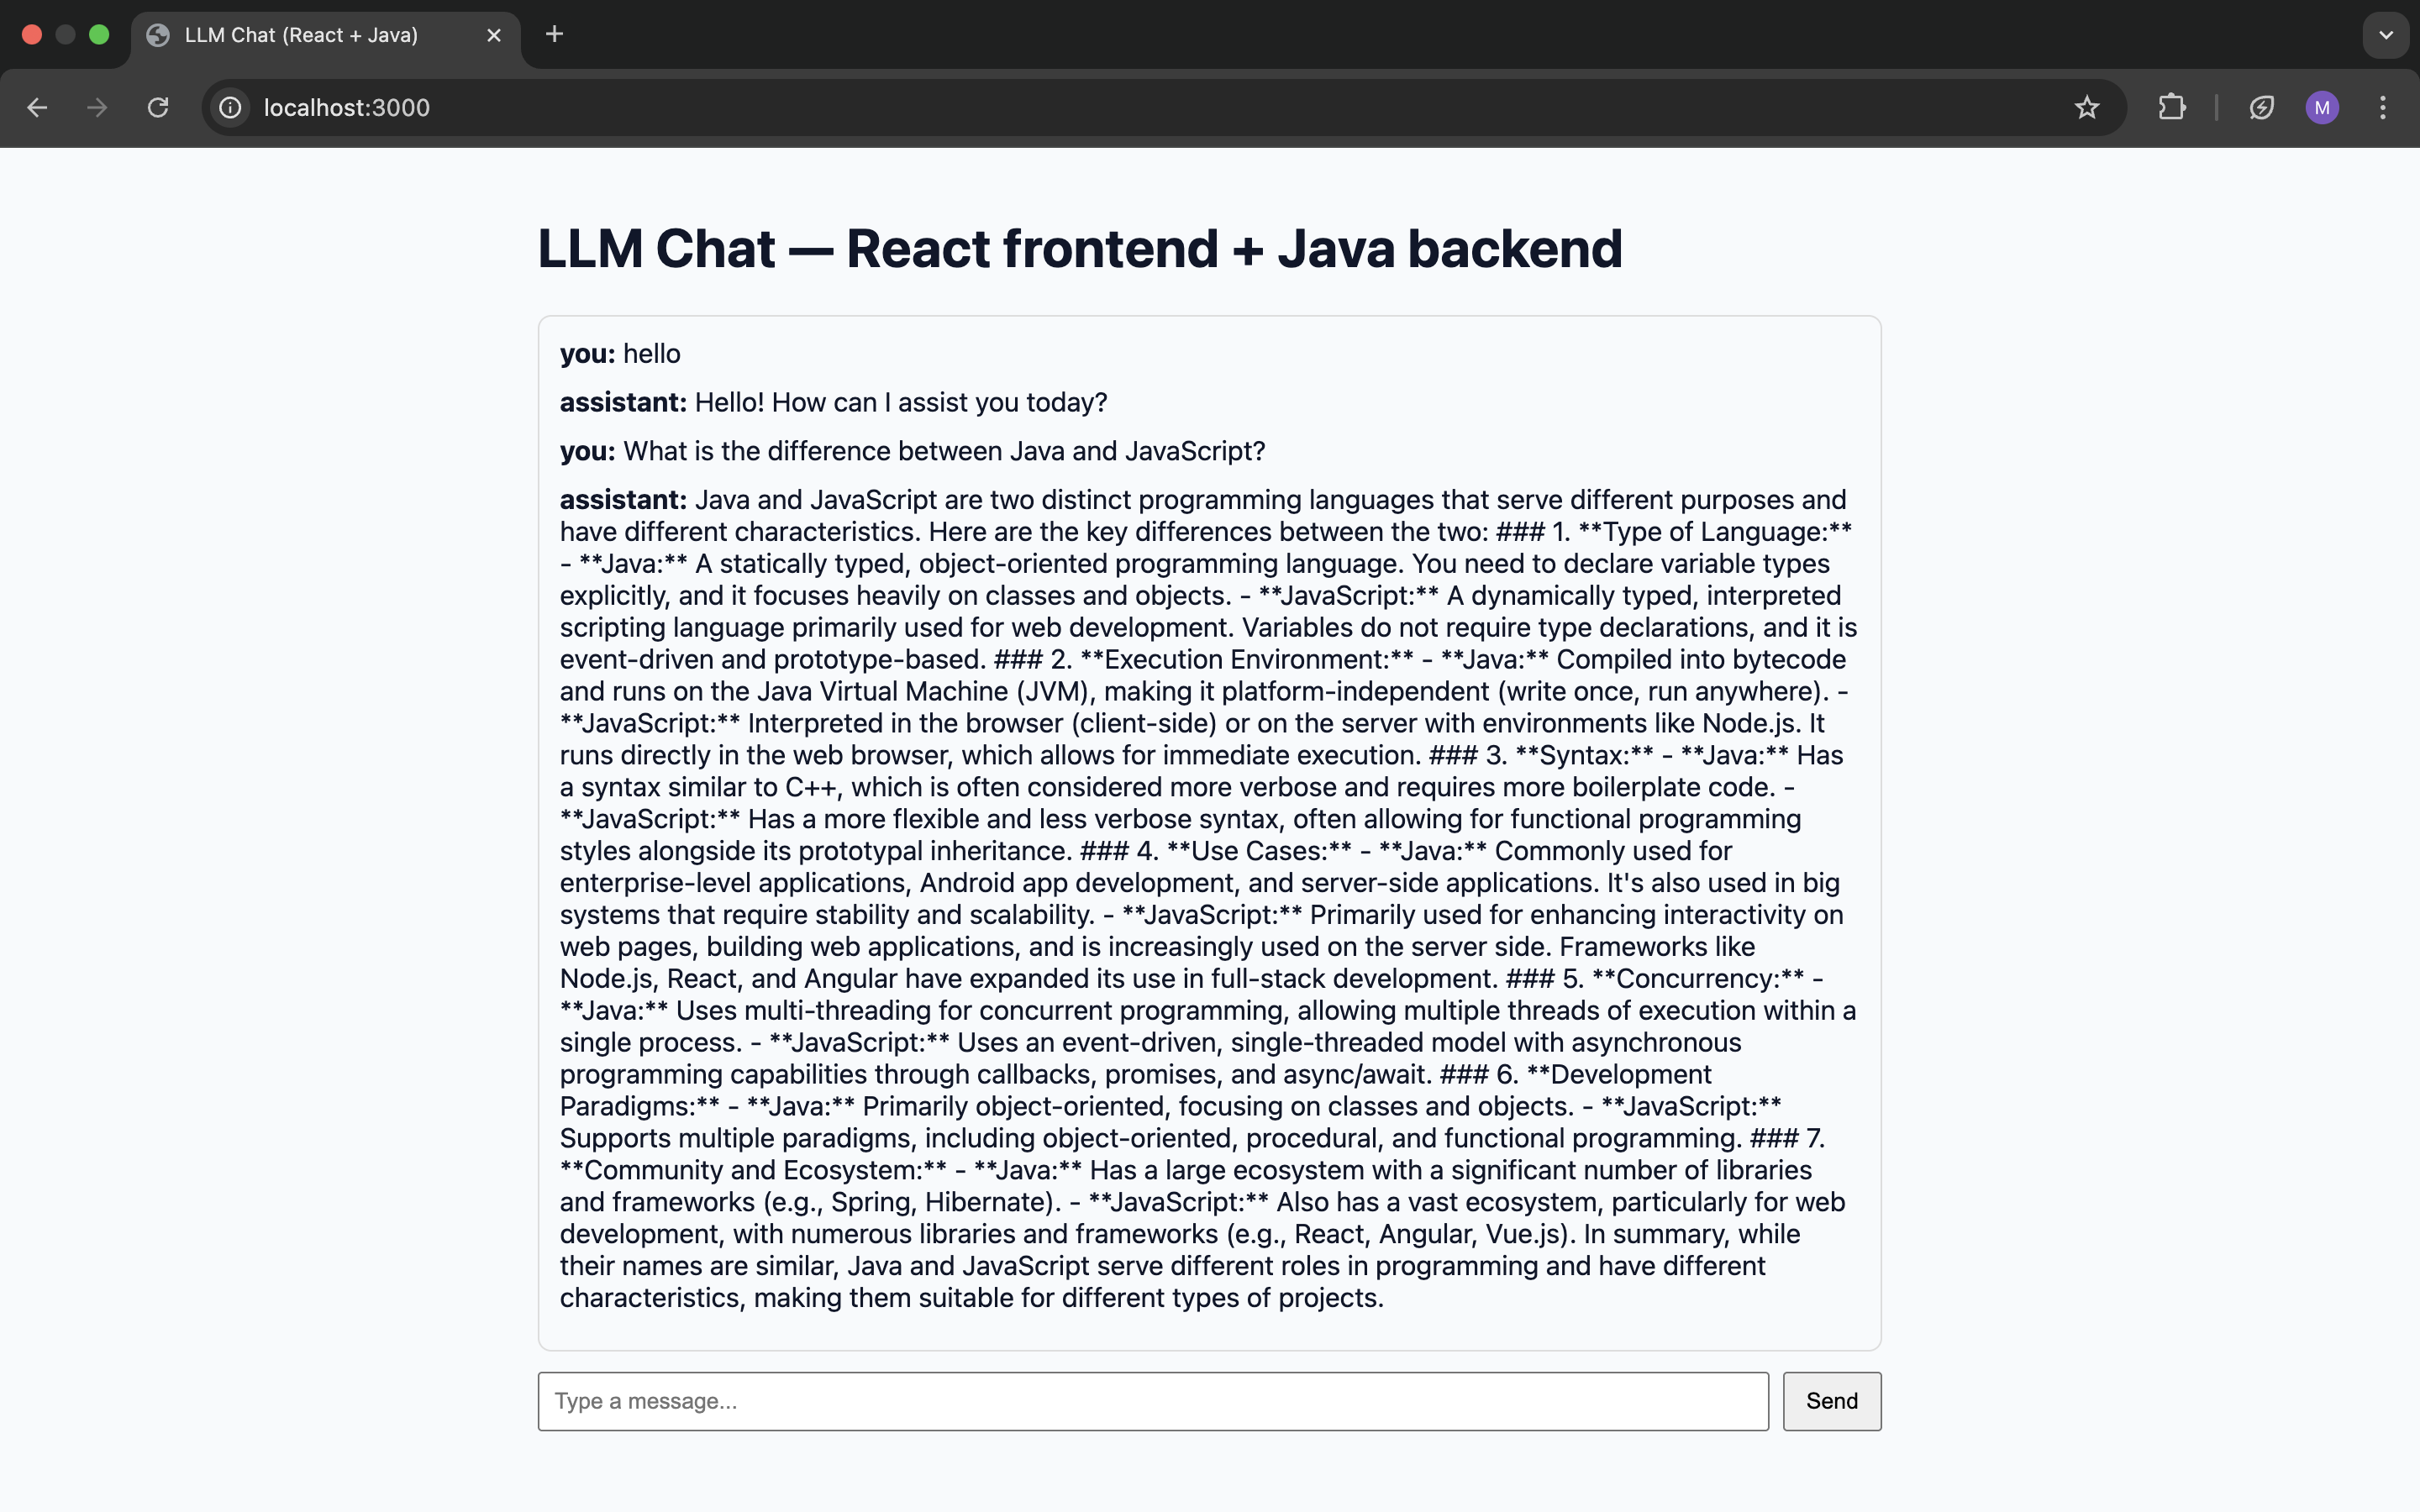 LLM Chat (React + Java)
localhost:3000
M
LLM Chat — React frontend + Java backend
you: hello
assistant: Hello! How can I assist you today?
you: What is the difference between Java and JavaScript?
assistant: Java and JavaScript are two distinct programming languages that serve different purposes and
have different characteristics. Here are the key differences between the two: ### 1. **Type of Language:**
- **Java:** A statically typed, object-oriented programming language. You need to declare variable types
explicitly, and it focuses heavily on classes and objects. - **JavaScript:** A dynamically typed, interpreted
scripting language primarily used for web development. Variables do not require type declarations, and it is
event-driven and prototype-based. ### 2. **Execution Environment:** - **Java:** Compiled into bytecode
and runs on the Java Virtual Machine (JVM), making it platform-independent (write once, run anywhere). -
**JavaScript:** Interpreted in the browser (client-side) or on the server with environments like Node.js. It
runs directly in the web browser, which allows for immediate execution. ### 3. **Syntax:** - **Java:** Has
a syntax similar to C++, which is often considered more verbose and requires more boilerplate code. -
**JavaScript:** Has a more flexible and less verbose syntax, often allowing for functional programming
styles alongside its prototypal inheritance. ### 4. **Use Cases:** - **Java:** Commonly used for
enterprise-level applications, Android app development, and server-side applications. It's also used in big
systems that require stability and scalability. - **JavaScript:** Primarily used for enhancing interactivity on
web pages, building web applications, and is increasingly used on the server side. Frameworks like
Node.js, React, and Angular have expanded its use in full-stack development. ### 5. **Concurrency:** -
**Java:** Uses multi-threading for concurrent programming, allowing multiple threads of execution within a
single process. - **JavaScript:** Uses an event-driven, single-threaded model with asynchronous
programming capabilities through callbacks, promises, and async/await. ### 6. **Development
Paradigms:** - **Java:** Primarily object-oriented, focusing on classes and objects. - **JavaScript:**
Supports multiple paradigms, including object-oriented, procedural, and functional programming. ### 7.
**Community and Ecosystem:** - **Java:** Has a large ecosystem with a significant number of libraries
and frameworks (e.g., Spring, Hibernate). - **JavaScript:** Also has a vast ecosystem, particularly for web
development, with numerous libraries and frameworks (e.g., React, Angular, Vue.js). In summary, while
their names are similar, Java and JavaScript serve different roles in programming and have different
characteristics, making them suitable for different types of projects.
Type a message...
Send